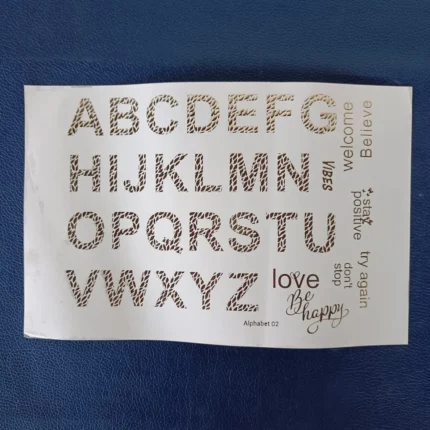 ABCDEFG
HIJKLMN
OPQRSTU
VWXYZ
welcome
Believe
VIBES
stay
positive
try again
don't
stop
love
Be
happy
Alphabet 02